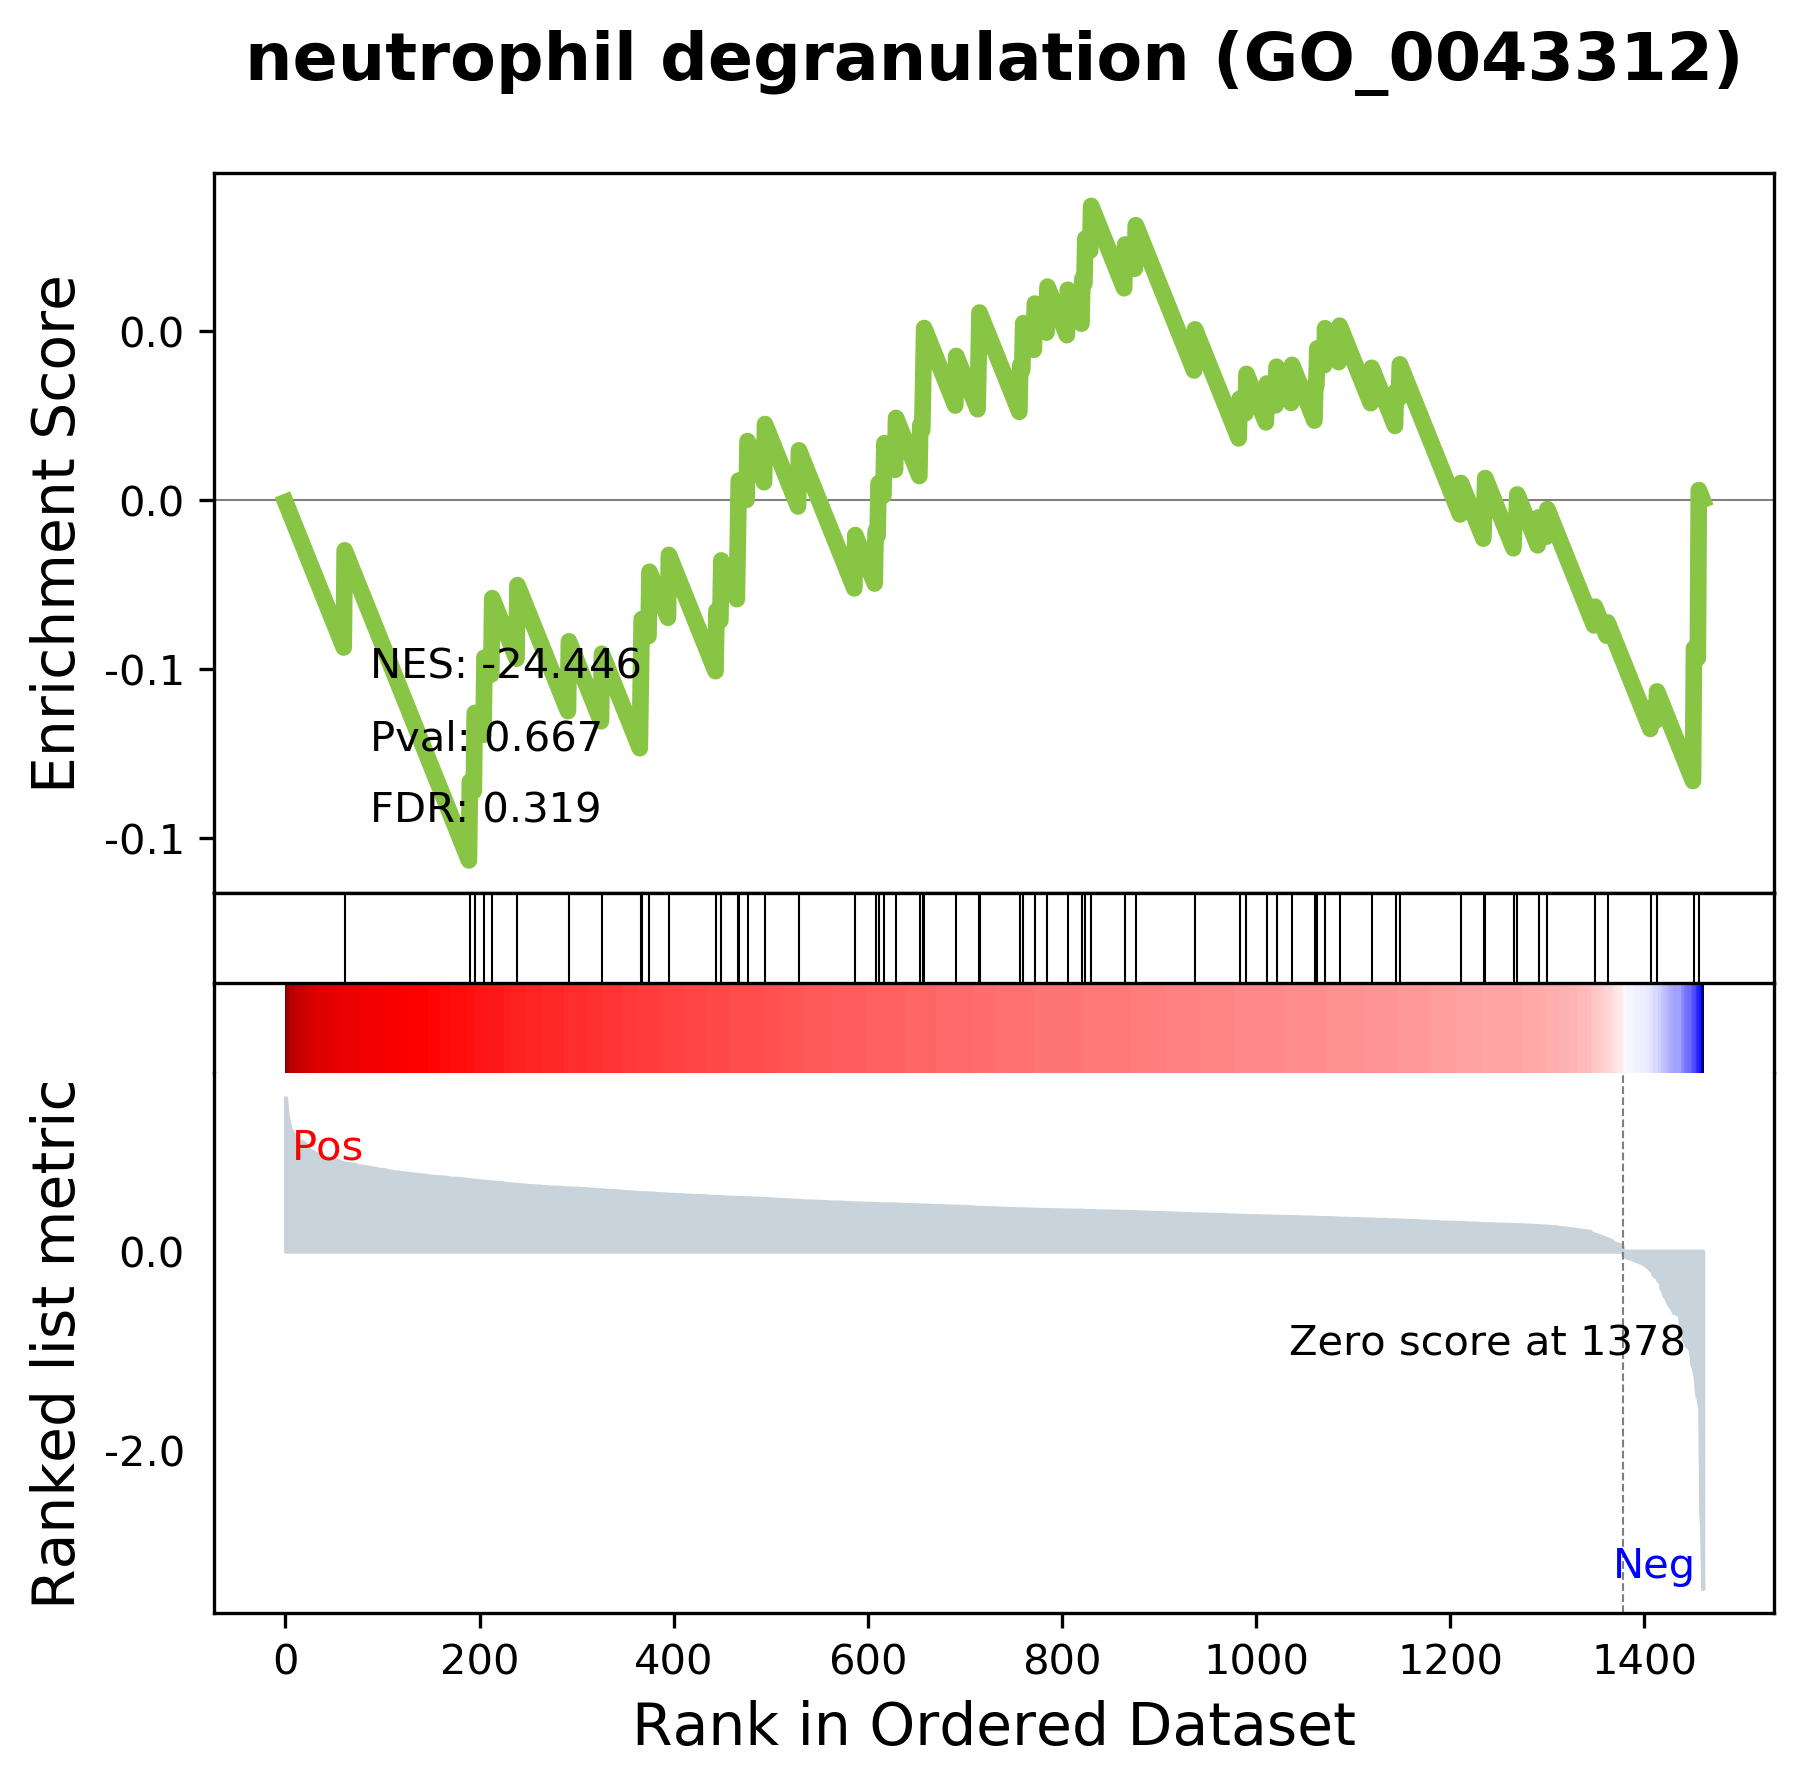 neutrophil degranulation (GO_0043312)
Enrichment Score
0.0
0.0
-0.1
-0.1
NES: -24.446
Pval: 0.667
FDR: 0.319
Ranked list metric
0.0
-2.0
Pos
Zero score at 1378
Neg
0 200 400 600 800 1000 1200 1400
Rank in Ordered Dataset